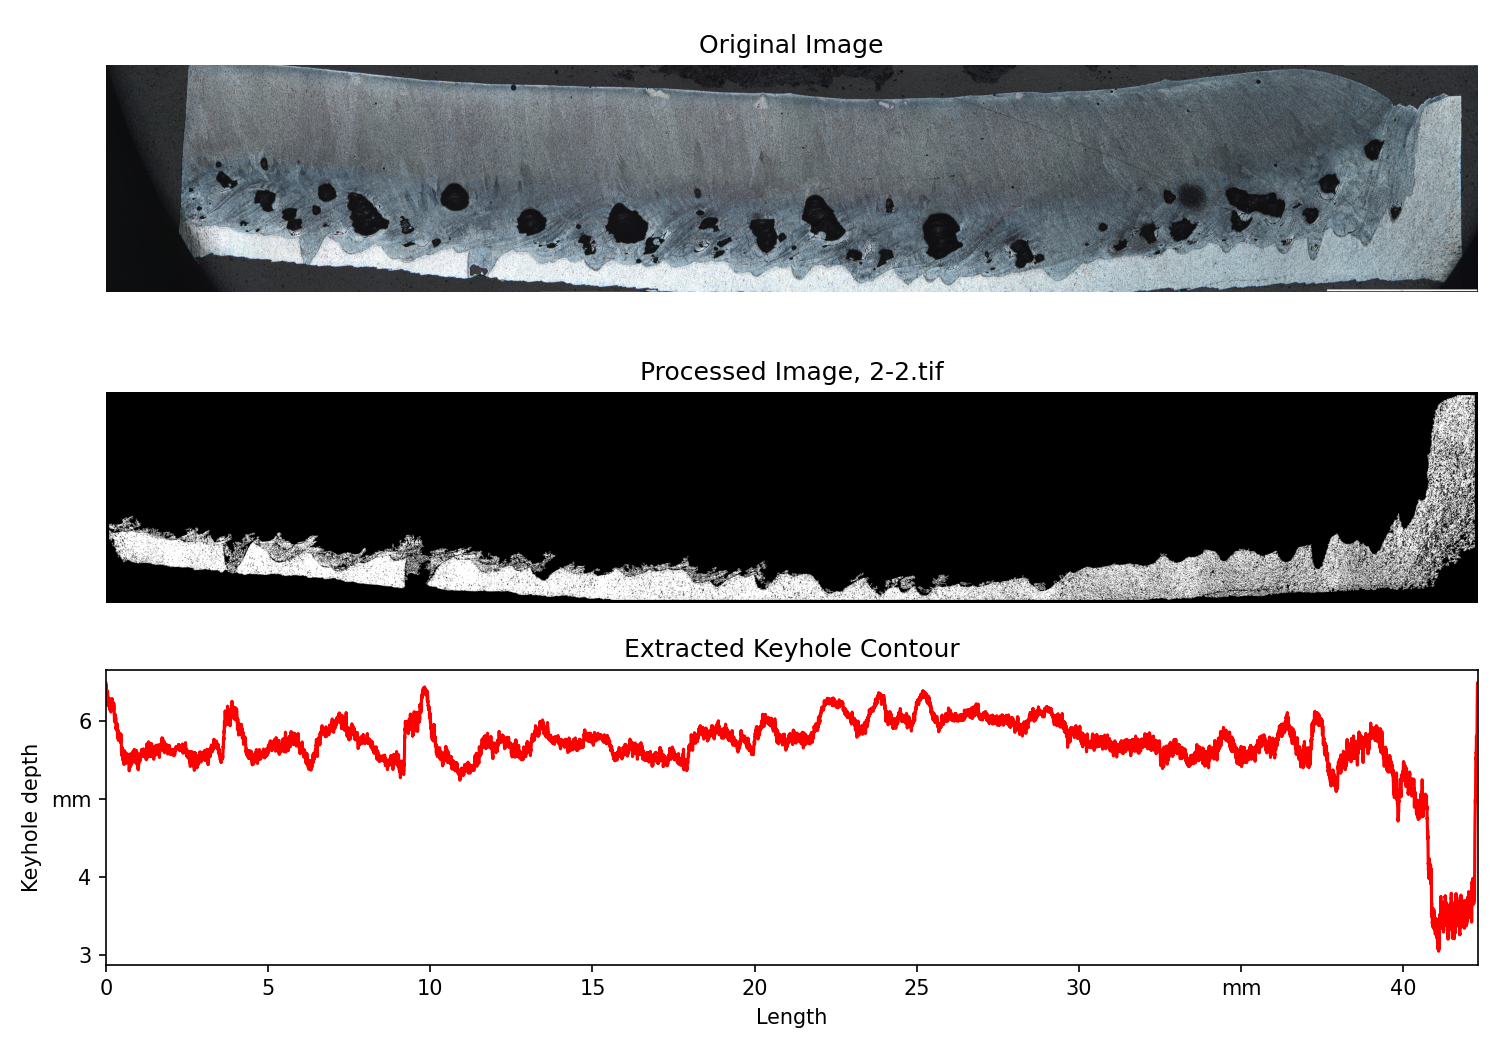 Original Image
Processed Image, 2-2.tif
Extracted Keyhole Contour
Keyhole depth
6
mm
4
3
0 5 10 15 20 25 30 mm 40
Length